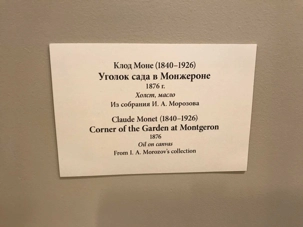 Клод Моне (1840–1926)
Уголок сада в Монжероне
1876 г.
Холст, масло
Из собрания И. А. Морозова
Claude Monet (1840–1926)
Corner of the Garden at Montgeron
1876
Oil on canvas
From I. A. Morozov's collection